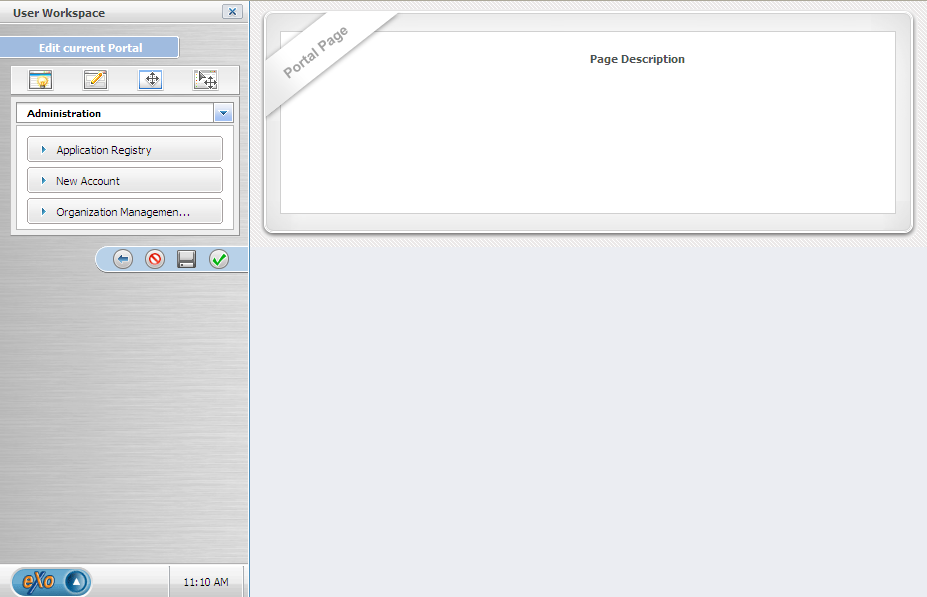 User Workspace
Edit current Portal
Administration
Application Registry
New Account
Organization Managemen...
eXo
11:10 AM
Portal Page
Page Description